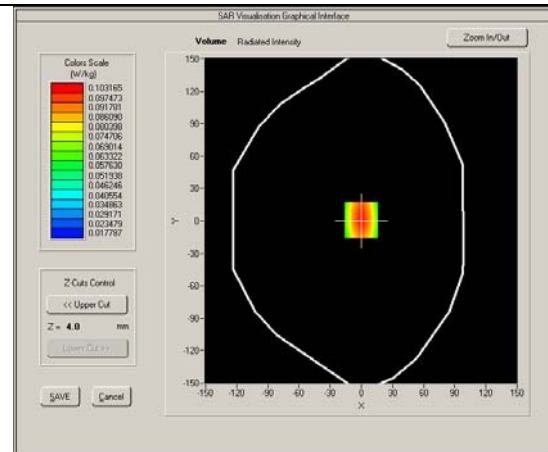 SAR Visualisation Graphical Interface
Volume Radiated Intensity
Zoom In/Out
Colors Scale
(W/kg)
0.103165
0.097473
0.091781
0.086090
0.080398
0.074706
0.069014
0.063322
0.057630
0.051938
0.046246
0.040554
0.034863
0.029171
0.023479
0.017787
Z-Cuts Control
<< Upper Cut
Z = 4.0 mm
Lower Cut >>
SAVE
Cancel
150
120
90
60
30
0
-30
-60
-90
-120
-150
Y
-150 -120 -90 -60 -30 0 30 60 90 120 150
X